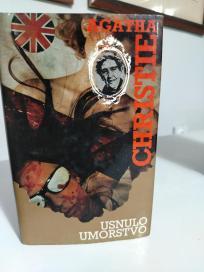 AGATHA
CHRISTIE
USNULO
UMORSTVO